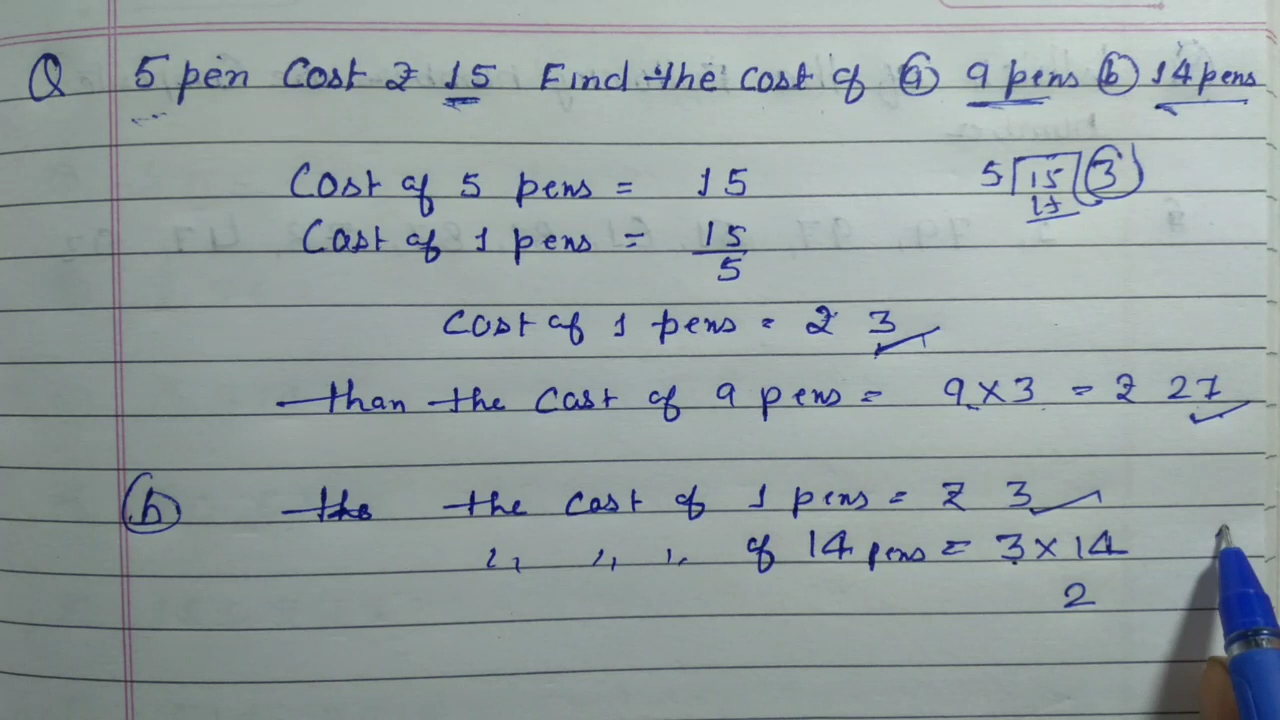 Q 5 pen Cost ₹ 15 Find the cost of ⓐ 9 pens ⓑ 14 pens
Cost of 5 pens = 15
5 15 3
15
Cost of 1 pens = 15/5
Cost of 1 pens = ₹ 3
than the cost of 9 pens = 9 × 3 = ₹ 27
ⓑ the the cost of 1 pens = ₹ 3
,, ,, ,, of 14 pens = 3 × 14
2